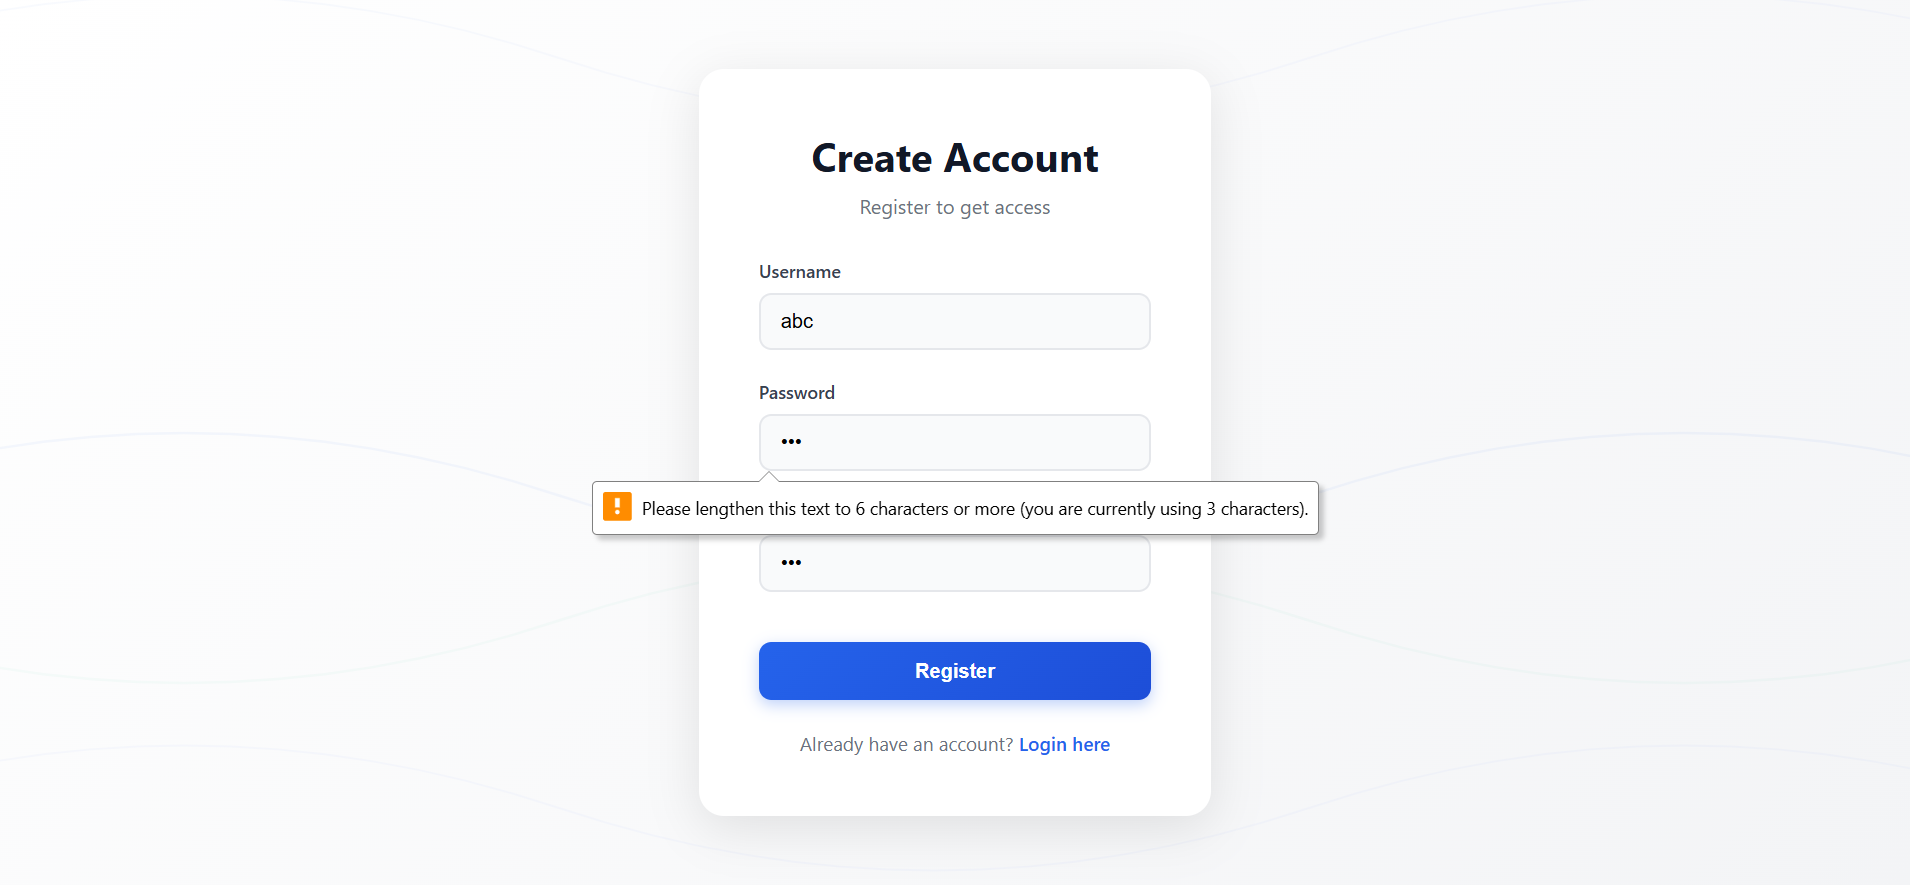 Create Account
Register to get access
Username
abc
Password
•••
Please lengthen this text to 6 characters or more (you are currently using 3 characters).
•••
Register
Already have an account? Login here